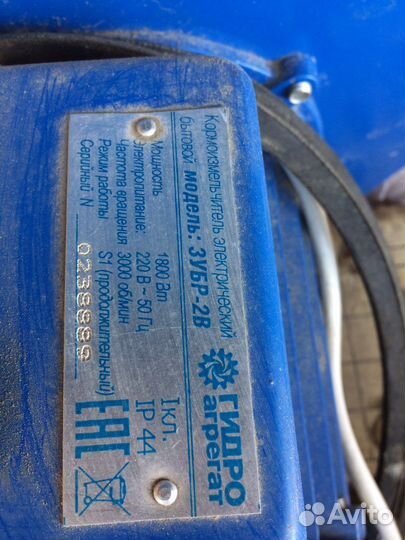 Кормоизмельчитель электрический
бытовой модель: ЗУБР-2В
Мощность 1800 Вт
Электропитание: 220 В ~ 50 Гц
Частота вращения 3000 об/мин
Режим работы S1 (продолжительный)
Серийный N
ГИДРО
агрегат
I кл.
IP 44
EAC
Avito